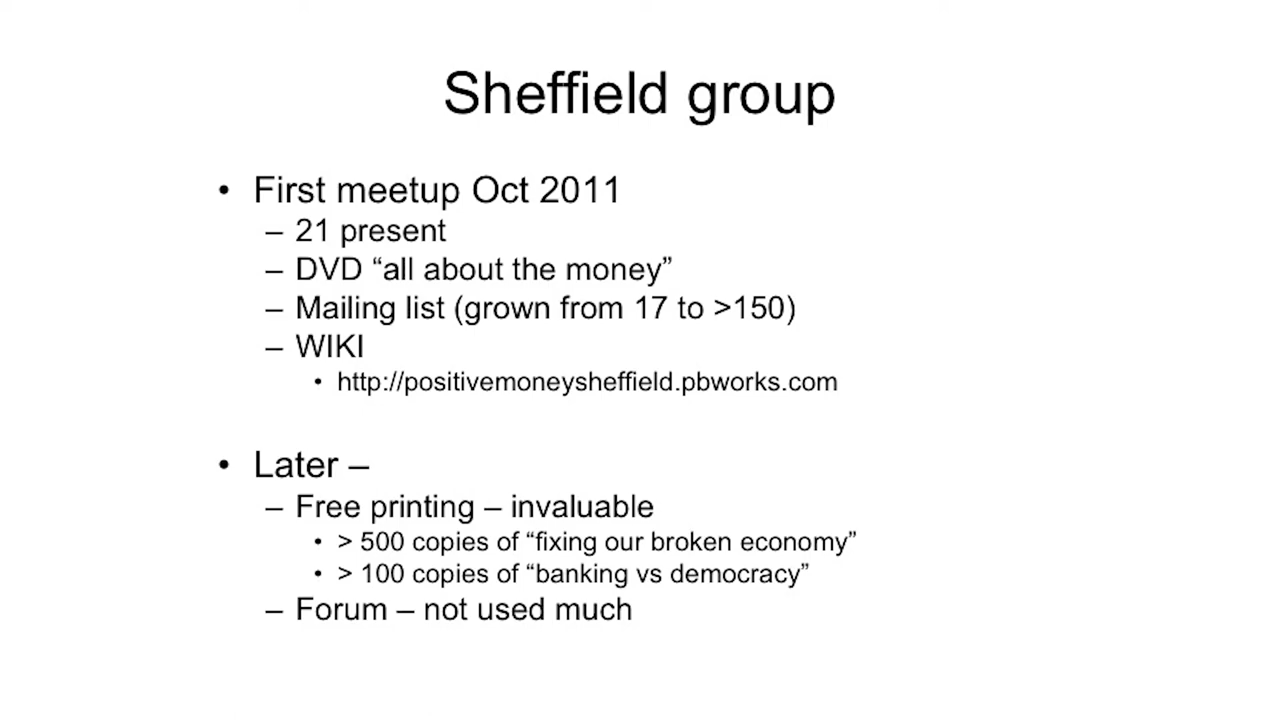 Sheffield group
• First meetup Oct 2011
– 21 present
– DVD “all about the money”
– Mailing list (grown from 17 to >150)
– WIKI
• http://positivemoneysheffield.pbworks.com
• Later –
– Free printing – invaluable
• > 500 copies of “fixing our broken economy”
• > 100 copies of “banking vs democracy”
– Forum – not used much